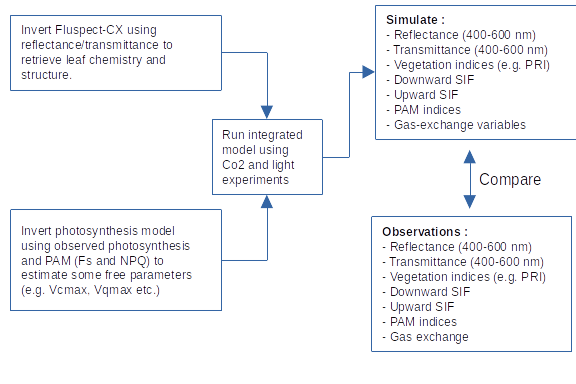 Invert Fluspect-CX using
reflectance/transmittance to
retrieve leaf chemistry and
structure.
Invert photosynthesis model
using observed photosynthesis
and PAM (Fs and NPQ) to
estimate some free parameters
(e.g. Vcmax, Vqmax etc.)
Run integrated
model using
Co2 and light
experiments
Simulate :
- Reflectance (400-600 nm)
- Transmittance (400-600 nm)
- Vegetation indices (e.g. PRI)
- Downward SIF
- Upward SIF
- PAM indices
- Gas-exchange variables
Compare
Observations :
- Reflectance (400-600 nm)
- Transmittance (400-600 nm)
- Vegetation indices (e.g. PRI)
- Downward SIF
- Upward SIF
- PAM indices
- Gas exchange